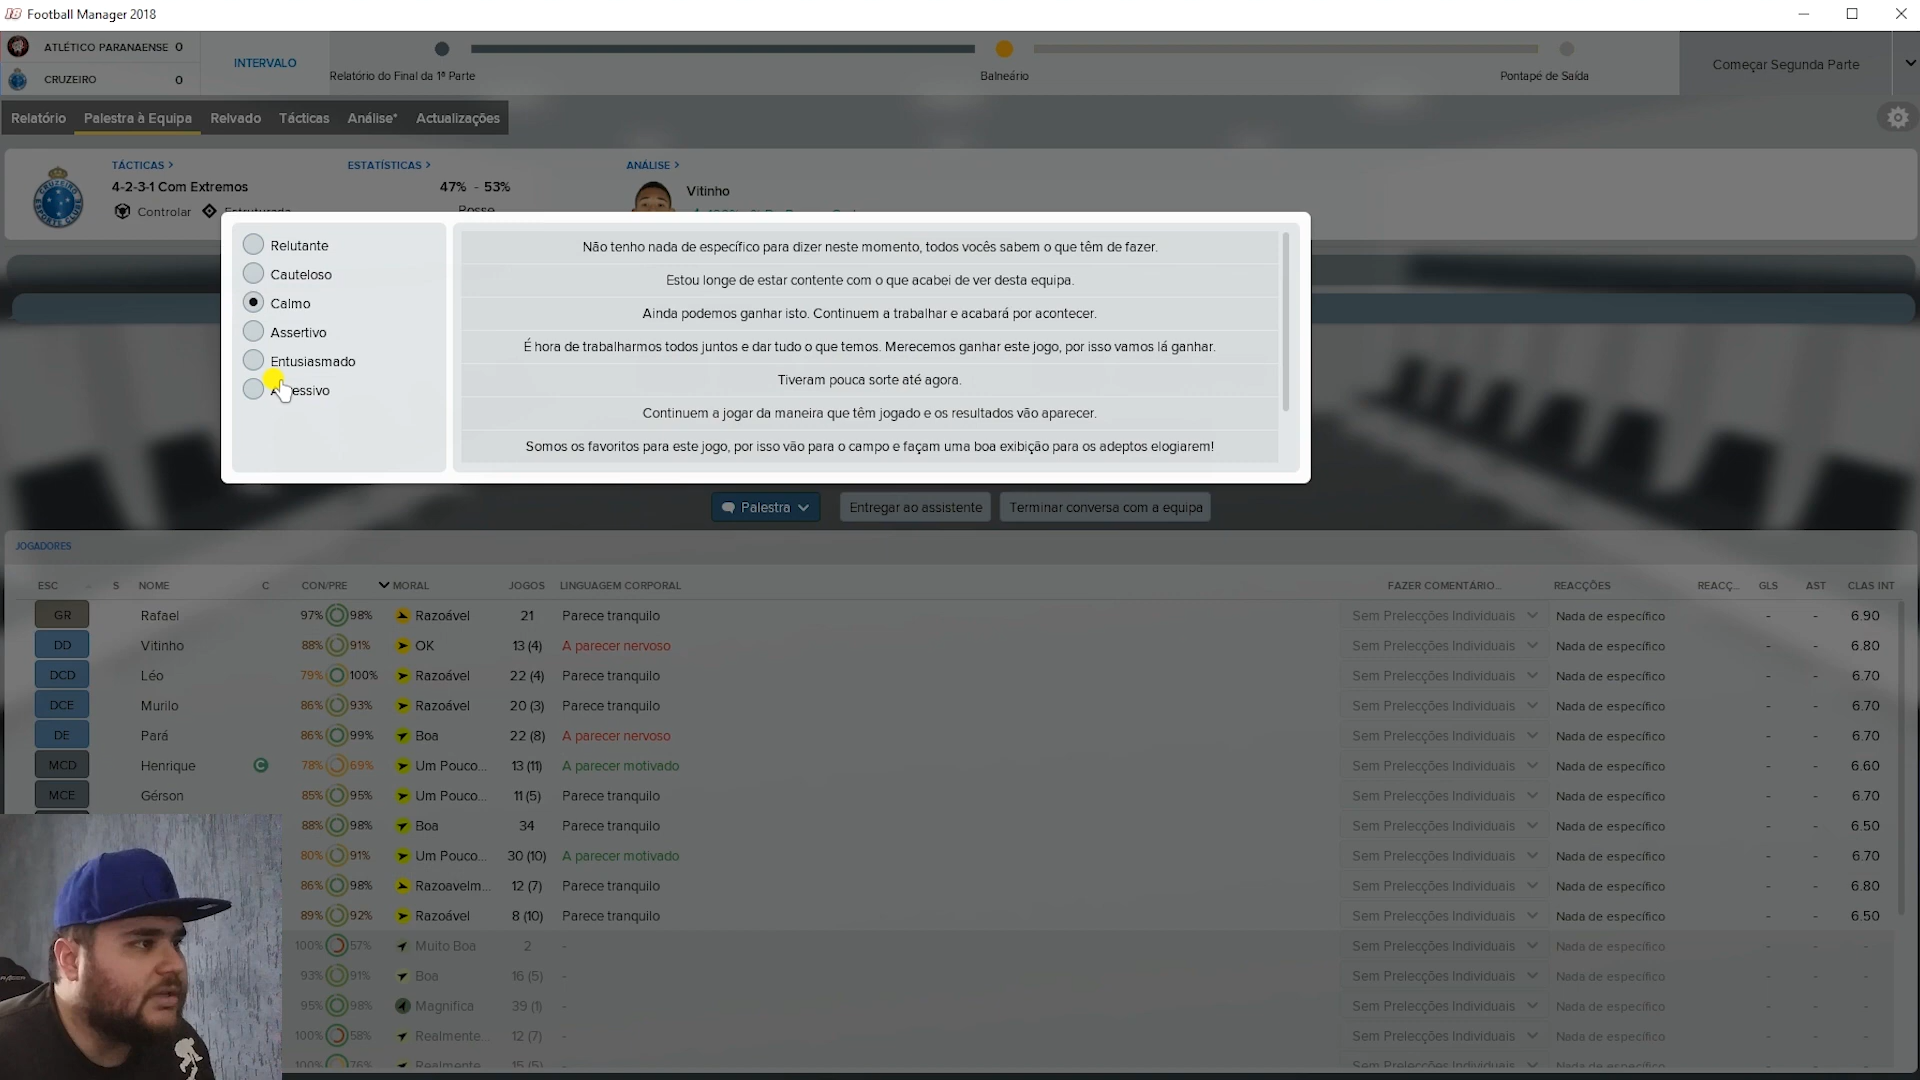 Football Manager 2018
ATLÉTICO PARANAENSE 0
CRUZEIRO 0
INTERVALO
Relatório do Final da 1ª Parte
Balneário
Pontapé de Saída
Começar Segunda Parte
Relatório Palestra à Equipa Relvado Tácticas Análise* Actualizações
TÁCTICAS >
4-2-3-1 Com Extremos
Controlar Estruturada
ESTATÍSTICAS >
47% - 53%
Posse
ANÁLISE >
Vitinho
Relutante
Cauteloso
Calmo
Assertivo
Entusiasmado
Não tenho nada de específico para dizer neste momento, todos vocês sabem o que têm de fazer.
Estou longe de estar contente com o que acabei de ver desta equipa.
Ainda podemos ganhar isto. Continuem a trabalhar e acabará por acontecer.
É hora de trabalharmos todos juntos e dar tudo o que temos. Merecemos ganhar este jogo, por isso vamos lá ganhar.
Tiveram pouca sorte até agora.
Continuem a jogar da maneira que têm jogado e os resultados vão aparecer.
Somos os favoritos para este jogo, por isso vão para o campo e façam uma boa exibição para os adeptos elogiarem!
Palestra Entregar ao assistente Terminar conversa com a equipa
JOGADORES
ESC S NOME C CON/PRE MORAL JOGOS LINGUAGEM CORPORAL FAZER COMENTÁRIO... REACÇÕES REACÇ... GLS AST CLAS INT
GR Rafael 97% 98% Razoável 21 Parece tranquilo Sem Prelecções Individuais Nada de específico - - 6.90
DD Vitinho 88% 91% OK 13 (4) A parecer nervoso Sem Prelecções Individuais Nada de específico - - 6.80
DCD Léo 79% 100% Razoável 22 (4) Parece tranquilo Sem Prelecções Individuais Nada de específico - - 6.70
DCE Murilo 86% 93% Razoável 20 (3) Parece tranquilo Sem Prelecções Individuais Nada de específico - - 6.70
DE Pará 86% 99% Boa 22 (8) A parecer nervoso Sem Prelecções Individuais Nada de específico - - 6.70
MCD Henrique C 78% 69% Um Pouco... 13 (11) A parecer motivado Sem Prelecções Individuais Nada de específico - - 6.60
MCE Gérson 85% 95% Um Pouco... 11 (5) Parece tranquilo Sem Prelecções Individuais Nada de específico - - 6.70
88% 98% Boa 34 Parece tranquilo Sem Prelecções Individuais Nada de específico - - 6.50
80% 91% Um Pouco... 30 (10) A parecer motivado Sem Prelecções Individuais Nada de específico - - 6.70
86% 98% Razoavelm... 12 (7) Parece tranquilo Sem Prelecções Individuais Nada de específico - - 6.80
89% 92% Razoável 8 (10) Parece tranquilo Sem Prelecções Individuais Nada de específico - - 6.50
100% 57% Muito Boa 2 - Sem Prelecções Individuais Nada de específico - - -
93% 91% Boa 16 (5) - Sem Prelecções Individuais Nada de específico - - -
95% 98% Magnífica 39 (1) - Sem Prelecções Individuais Nada de específico - - -
100% 58% Realmente... 12 (7) - Sem Prelecções Individuais Nada de específico - - -
100% 76% Realmente... 15 (5) - Sem Prelecções Individuais Nada de específico - - -